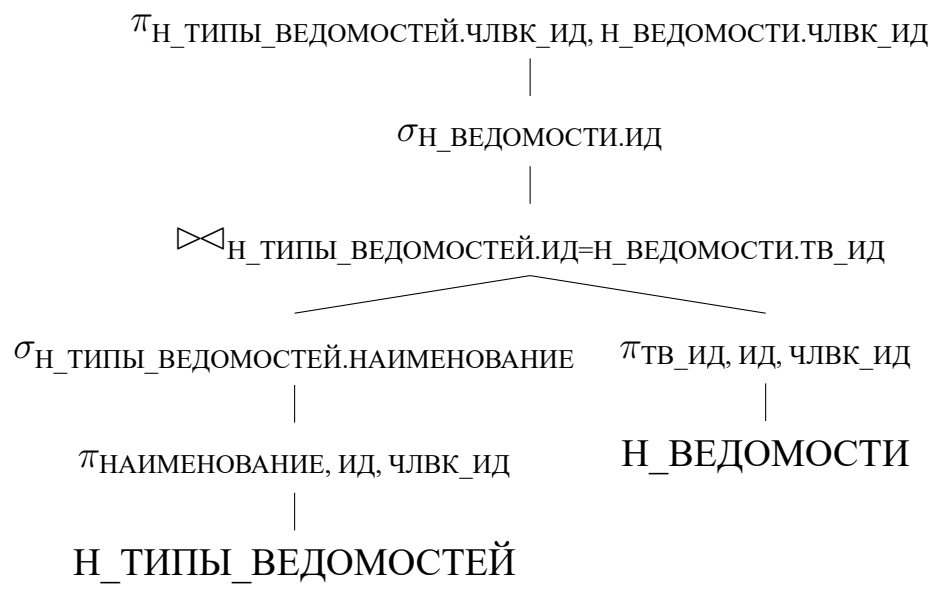 πН_ТИПЫ_ВЕДОМОСТЕЙ.ЧЛВК_ИД, Н_ВЕДОМОСТИ.ЧЛВК_ИД
σН_ВЕДОМОСТИ.ИД
⋈Н_ТИПЫ_ВЕДОМОСТЕЙ.ИД=Н_ВЕДОМОСТИ.ТВ_ИД
σН_ТИПЫ_ВЕДОМОСТЕЙ.НАИМЕНОВАНИЕ
πТВ_ИД, ИД, ЧЛВК_ИД
πНАИМЕНОВАНИЕ, ИД, ЧЛВК_ИД
Н_ВЕДОМОСТИ
Н_ТИПЫ_ВЕДОМОСТЕЙ